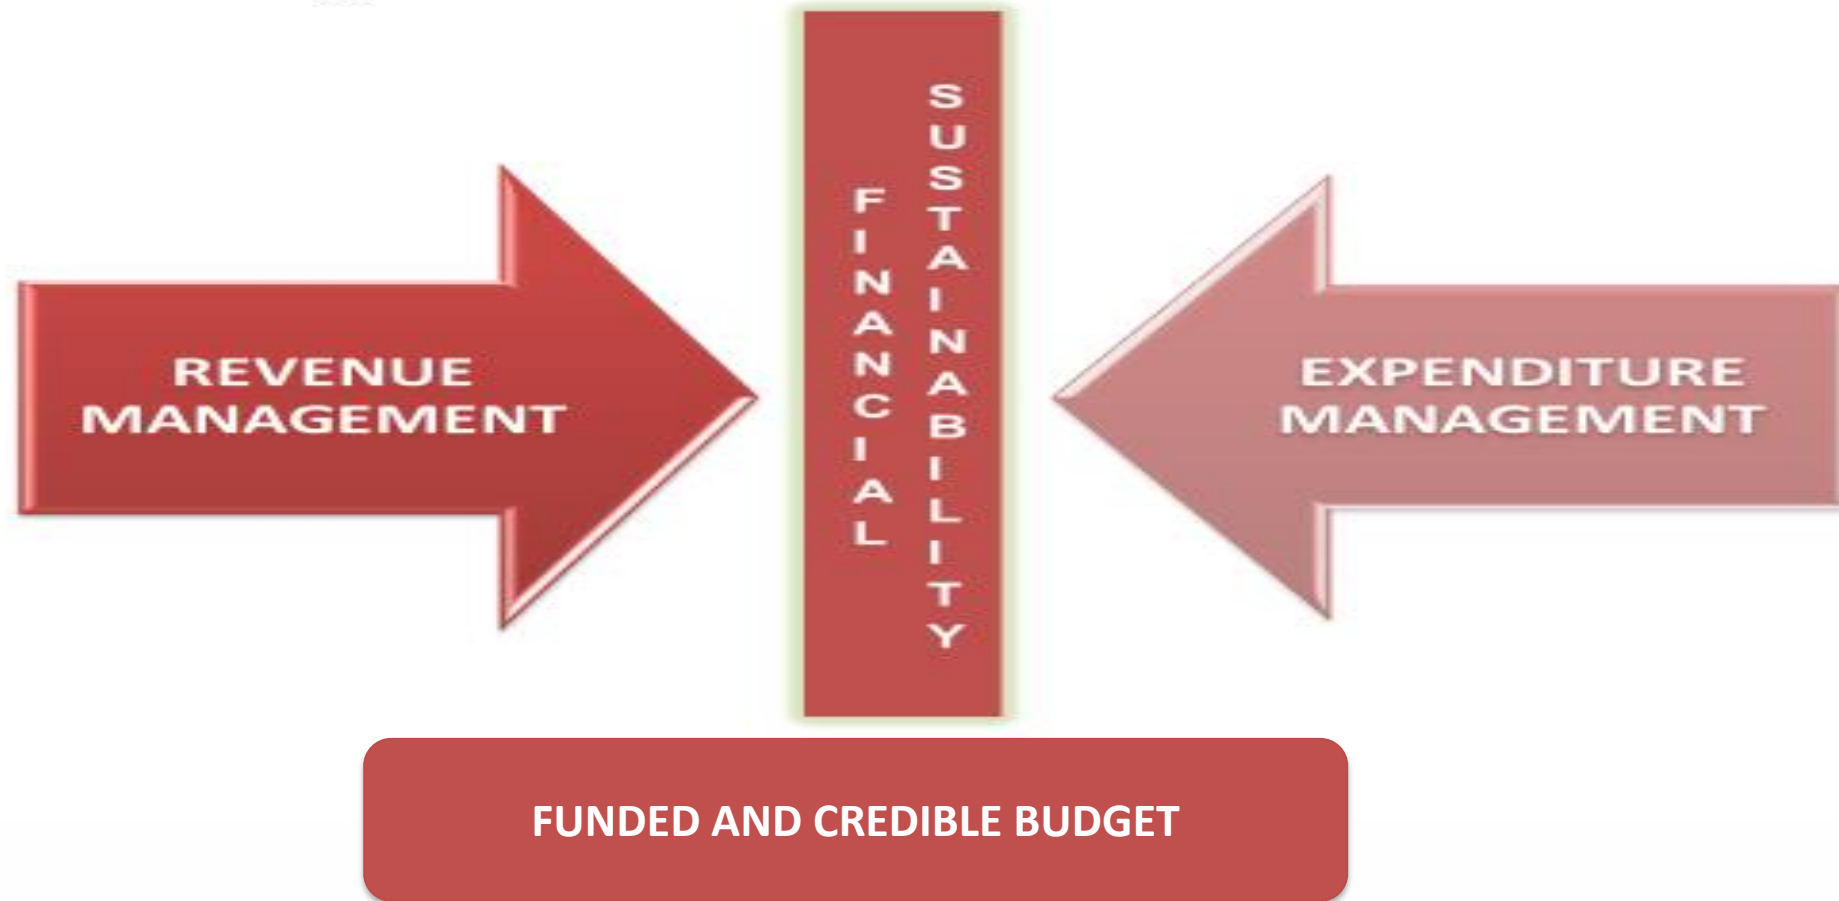 REVENUE
MANAGEMENT
FINANCIAL
SUSTAINABILITY
EXPENDITURE
MANAGEMENT
FUNDED AND CREDIBLE BUDGET